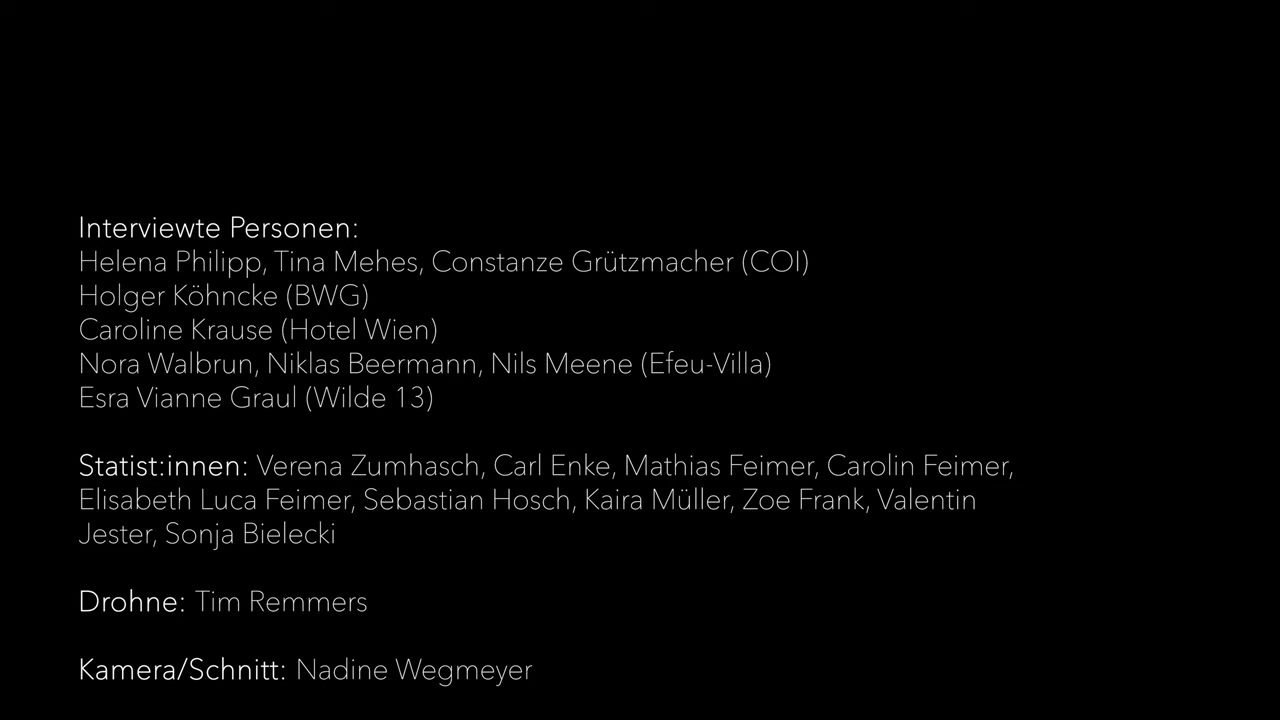 Interviewte Personen:
Helena Philipp, Tina Mehes, Constanze Grützmacher (COI)
Holger Köhncke (BWG)
Caroline Krause (Hotel Wien)
Nora Walbrun, Niklas Beermann, Nils Meene (Efeu-Villa)
Esra Vianne Graul (Wilde 13)
Statist:innen: Verena Zumhasch, Carl Enke, Mathias Feimer, Carolin Feimer,
Elisabeth Luca Feimer, Sebastian Hosch, Kaira Müller, Zoe Frank, Valentin
Jester, Sonja Bielecki
Drohne: Tim Remmers
Kamera/Schnitt: Nadine Wegmeyer